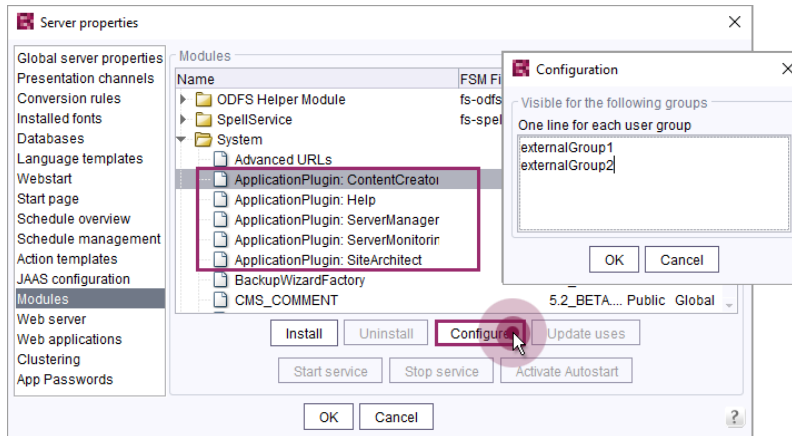 Server properties
Global server properties
Presentation channels
Conversion rules
Installed fonts
Databases
Language templates
Webstart
Start page
Schedule overview
Schedule management
Action templates
JAAS configuration
Modules
Web server
Web applications
Clustering
App Passwords
Modules
Name FSM Fi
ODFS Helper Module fs-odfs
SpellService fs-spel
System
Advanced URLs
ApplicationPlugin: ContentCreator
ApplicationPlugin: Help
ApplicationPlugin: ServerManager
ApplicationPlugin: ServerMonitorin
ApplicationPlugin: SiteArchitect
BackupWizardFactory
CMS_COMMENT 5.2_BETA.... Public Global
Install Uninstall Configure Update uses
Start service Stop service Activate Autostart
OK Cancel
?
Configuration
Visible for the following groups
One line for each user group
externalGroup1
externalGroup2
OK Cancel